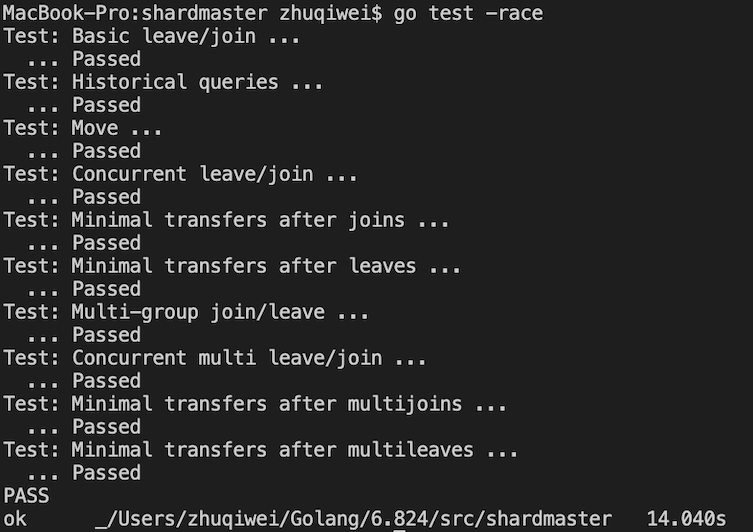 MacBook-Pro:shardmaster zhuqiwei$ go test -race
Test: Basic leave/join ...
  ... Passed
Test: Historical queries ...
  ... Passed
Test: Move ...
  ... Passed
Test: Concurrent leave/join ...
  ... Passed
Test: Minimal transfers after joins ...
  ... Passed
Test: Minimal transfers after leaves ...
  ... Passed
Test: Multi-group join/leave ...
  ... Passed
Test: Concurrent multi leave/join ...
  ... Passed
Test: Minimal transfers after multijoins ...
  ... Passed
Test: Minimal transfers after multileaves ...
  ... Passed
PASS
ok      _/Users/zhuqiwei/Golang/6.824/src/shardmaster   14.040s